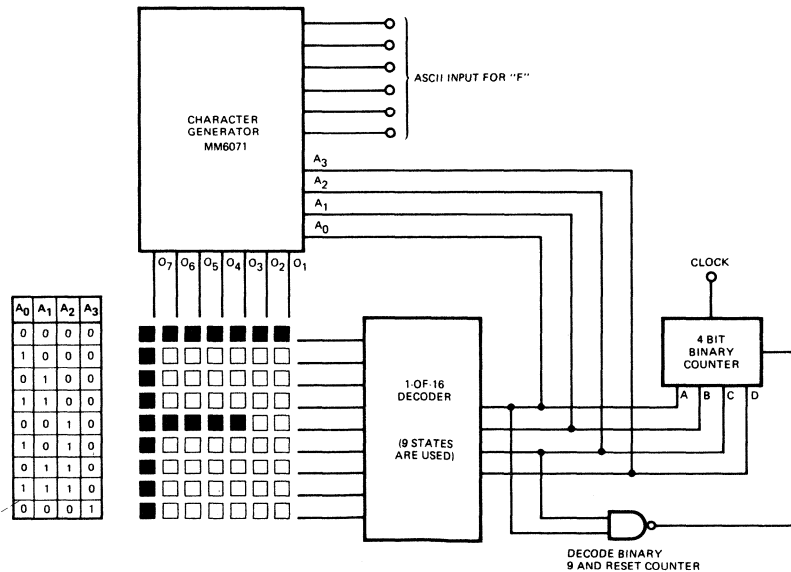 CHARACTER
GENERATOR
MM6071
ASCII INPUT FOR "F"
A3
A2
A1
A0
O7 O6 O5 O4 O3 O2 O1
CLOCK
4 BIT
BINARY
COUNTER
A B C D
A0 A1 A2 A3
0 0 0 0
1 0 0 0
0 1 0 0
1 1 0 0
0 0 1 0
1 0 1 0
0 1 1 0
1 1 1 0
0 0 0 1
1-OF-16
DECODER
(9 STATES
ARE USED)
DECODE BINARY
9 AND RESET COUNTER